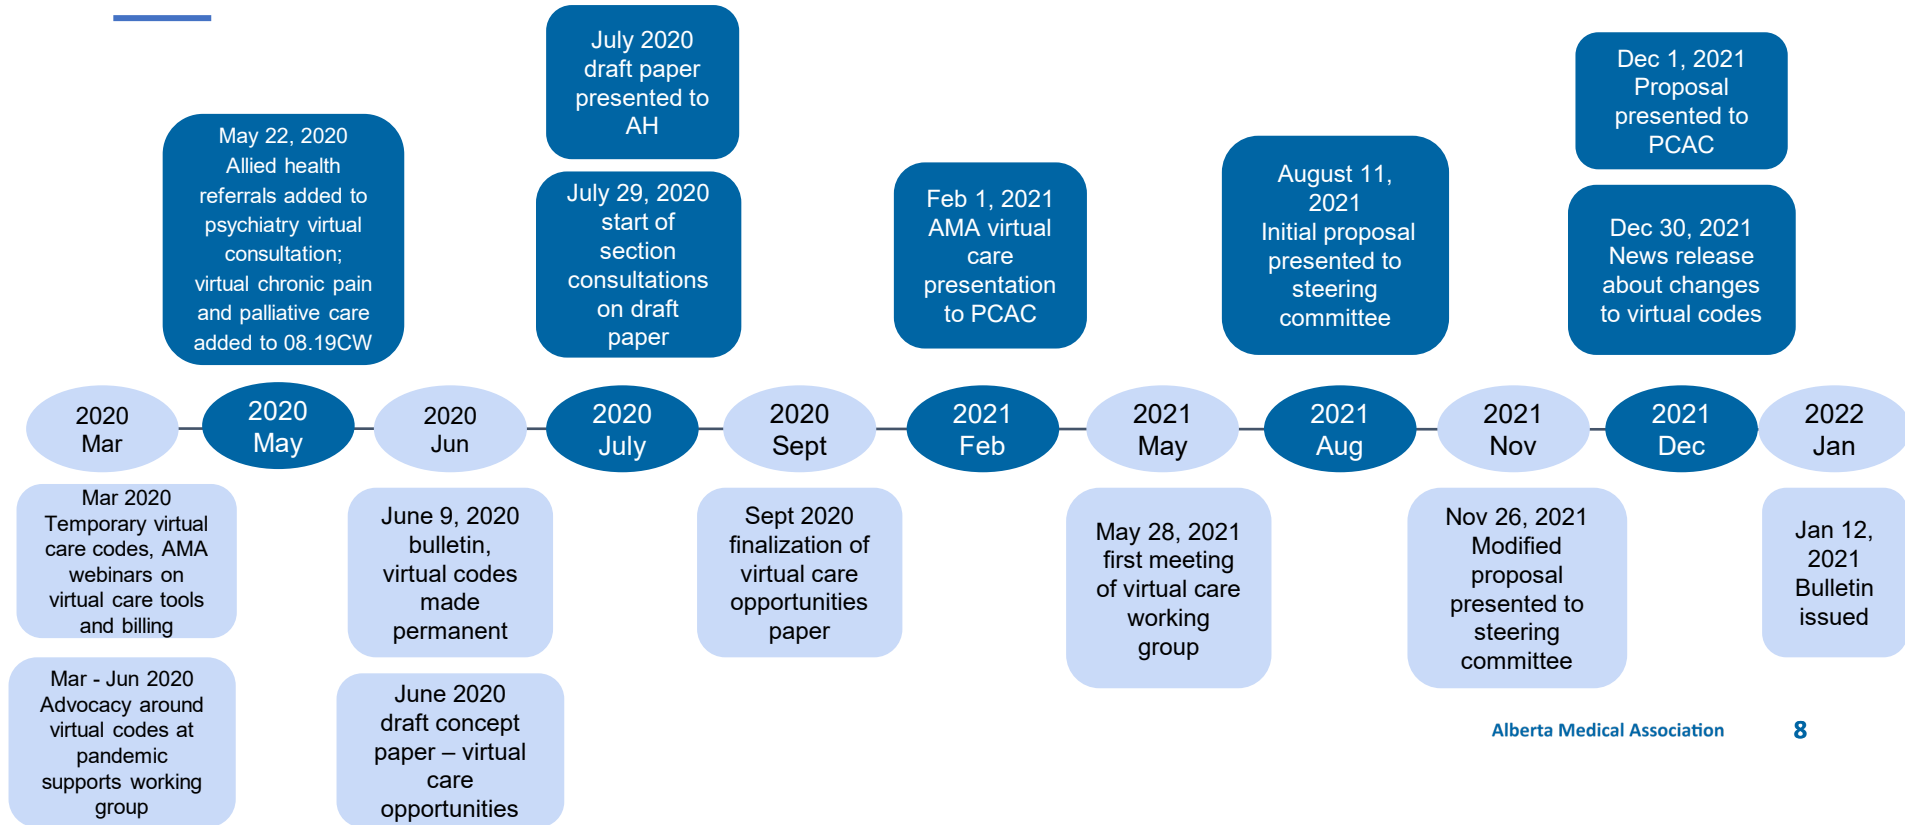 July 2020
draft paper
presented to
AH
Dec 1, 2021
Proposal
presented to
PCAC
May 22, 2020
Allied health
referrals added to
psychiatry virtual
consultation;
virtual chronic pain
and palliative care
added to 08.19CW
July 29, 2020
start of
section
consultations
on draft
paper
Feb 1, 2021
AMA virtual
care
presentation
to PCAC
August 11,
2021
Initial proposal
presented to
steering
committee
Dec 30, 2021
News release
about changes
to virtual codes
2020
Mar
2020
May
2020
Jun
2020
July
2020
Sept
2021
Feb
2021
May
2021
Aug
2021
Nov
2021
Dec
2022
Jan
Mar 2020
Temporary virtual
care codes, AMA
webinars on
virtual care tools
and billing
June 9, 2020
bulletin,
virtual codes
made
permanent
Sept 2020
finalization of
virtual care
opportunities
paper
May 28, 2021
first meeting
of virtual care
working
group
Nov 26, 2021
Modified
proposal
presented to
steering
committee
Jan 12,
2021
Bulletin
issued
Mar - Jun 2020
Advocacy around
virtual codes at
pandemic
supports working
group
June 2020
draft concept
paper – virtual
care
opportunities
Alberta Medical Association 8